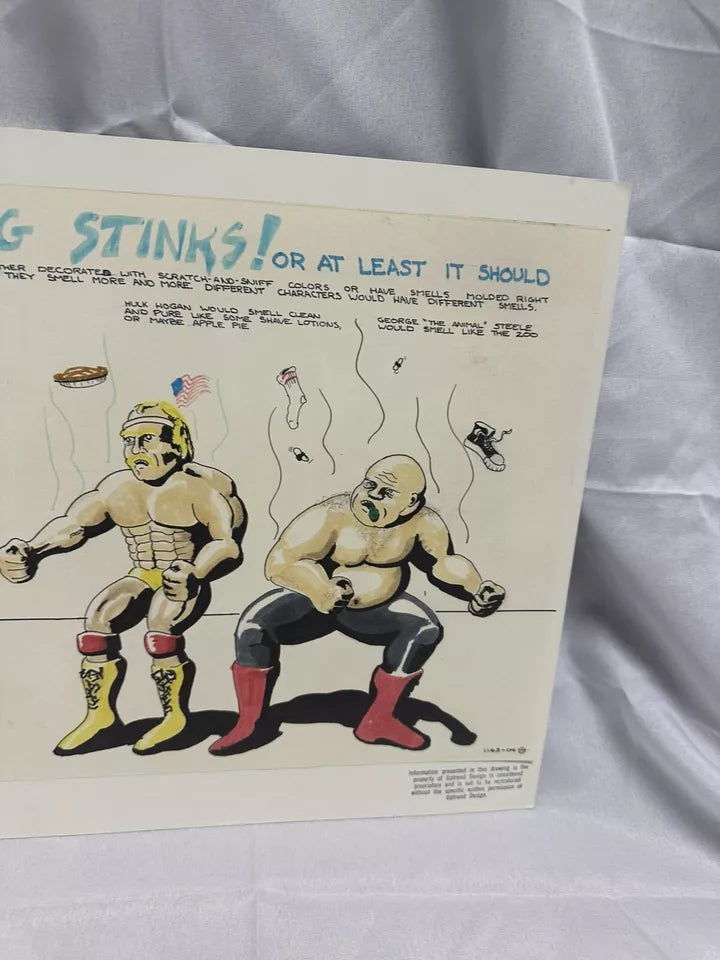 G STINKS! OR AT LEAST IT SHOULD
THER DECORATED WITH SCRATCH-AND-SNIFF COLORS OR HAVE SMELLS MOLDED RIGHT
THEY SMELL MORE AND MORE. DIFFERENT CHARACTERS WOULD HAVE DIFFERENT SMELLS.
HULK HOGAN WOULD SMELL CLEAN
AND PURE LIKE SOME SHAVE LOTIONS,
OR MAYBE APPLE PIE
GEORGE "THE ANIMAL" STEELE
WOULD SMELL LIKE THE ZOO
1163-04
Information presented in this drawing is the
property of Uptrend Design is considered
proprietary and is not to be reproduced
without the specific written permission of
Uptrend Design.